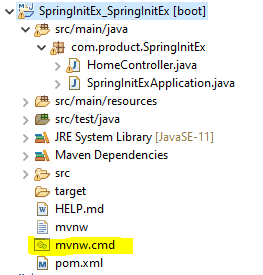 SpringInitEx_SpringInitEx [boot]
src/main/java
com.product.SpringInitEx
HomeController.java
SpringInitExApplication.java
src/main/resources
src/test/java
JRE System Library [JavaSE-11]
Maven Dependencies
src
target
HELP.md
mvnw
mvnw.cmd
pom.xml